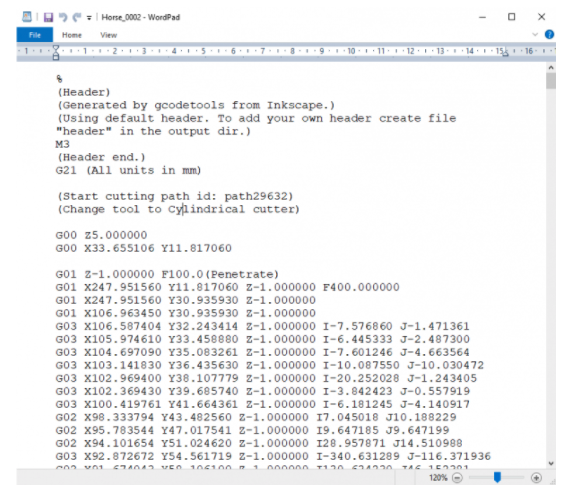 Horse_0002 - WordPad
File Home View
1 1 2 3 4 5 6 7 8 9 10 11 12 13 14 15 16
%
(Header)
(Generated by gcodetools from Inkscape.)
(Using default header. To add your own header create file
"header" in the output dir.)
M3
(Header end.)
G21 (All units in mm)
(Start cutting path id: path29632)
(Change tool to Cylindrical cutter)
G00 Z5.000000
G00 X33.655106 Y11.817060
G01 Z-1.000000 F100.0(Penetrate)
G01 X247.951560 Y11.817060 Z-1.000000 F400.000000
G01 X247.951560 Y30.935930 Z-1.000000
G01 X106.963450 Y30.935930 Z-1.000000
G03 X106.587404 Y32.243414 Z-1.000000 I-7.576860 J-1.471361
G03 X105.974610 Y33.458880 Z-1.000000 I-6.445333 J-2.487300
G03 X104.697090 Y35.083261 Z-1.000000 I-7.601246 J-4.663564
G03 X103.141830 Y36.435630 Z-1.000000 I-10.087550 J-10.030472
G03 X102.969400 Y38.107779 Z-1.000000 I-20.252028 J-1.243405
G03 X102.369430 Y39.685740 Z-1.000000 I-3.842423 J-0.557919
G03 X100.419761 Y41.664361 Z-1.000000 I-6.181245 J-4.140917
G02 X98.333794 Y43.482560 Z-1.000000 I7.045018 J10.188229
G02 X95.783544 Y47.017541 Z-1.000000 I9.647185 J9.647199
G02 X94.101654 Y51.024620 Z-1.000000 I28.957871 J14.510988
G03 X92.872672 Y54.561719 Z-1.000000 I-340.631289 J-116.371936
120%